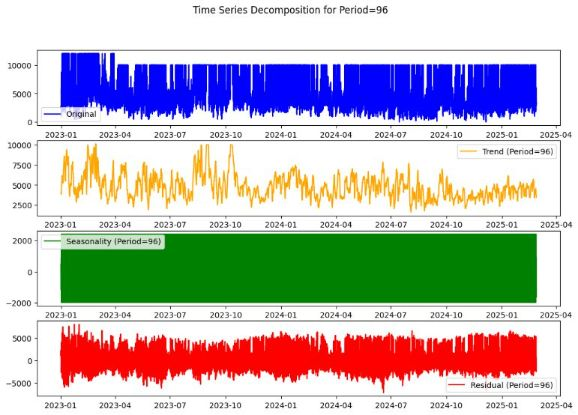 Time Series Decomposition for Period=96
10000
5000
0
Original
2023-01 2023-04 2023-07 2023-10 2024-01 2024-04 2024-07 2024-10 2025-01 2025-04
10000
7500
5000
2500
Trend (Period=96)
2023-01 2023-04 2023-07 2023-10 2024-01 2024-04 2024-07 2024-10 2025-01 2025-04
2000
0
−2000
Seasonality (Period=96)
2023-01 2023-04 2023-07 2023-10 2024-01 2024-04 2024-07 2024-10 2025-01 2025-04
5000
0
−5000
Residual (Period=96)
2023-01 2023-04 2023-07 2023-10 2024-01 2024-04 2024-07 2024-10 2025-01 2025-04